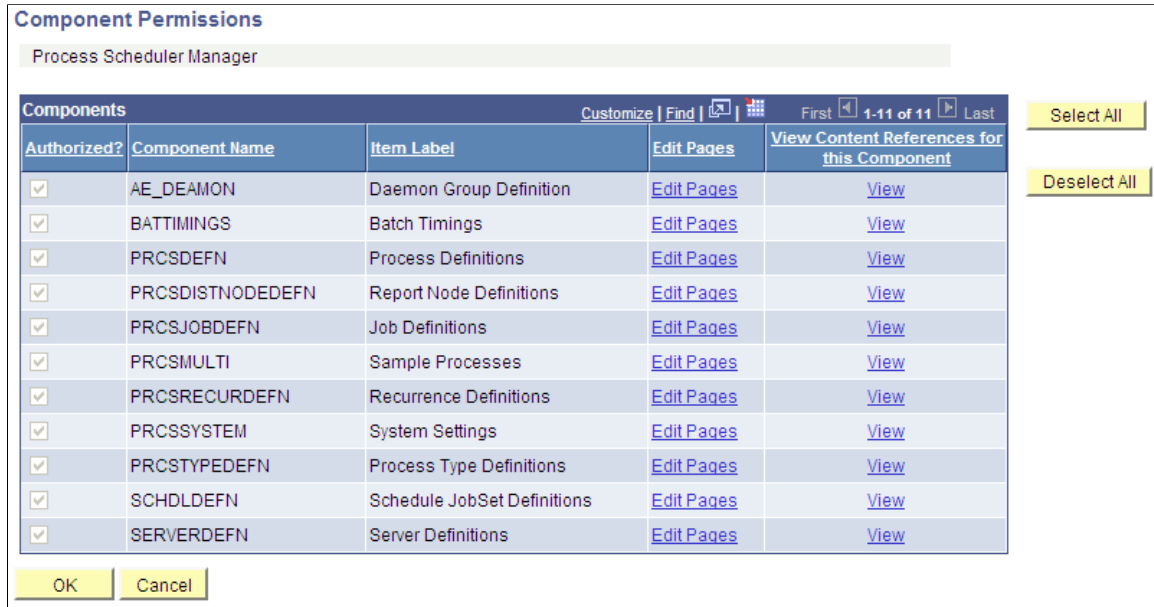 Component Permissions
Process Scheduler Manager
Components Customize | Find | | First 1-11 of 11 Last
Select All
Authorized? Component Name Item Label Edit Pages View Content References for this Component
Deselect All
AE_DEAMON Daemon Group Definition Edit Pages View
BATTIMINGS Batch Timings Edit Pages View
PRCSDEFN Process Definitions Edit Pages View
PRCSDISTNODEDEFN Report Node Definitions Edit Pages View
PRCSJOBDEFN Job Definitions Edit Pages View
PRCSMULTI Sample Processes Edit Pages View
PRCSRECURDEFN Recurrence Definitions Edit Pages View
PRCSSYSTEM System Settings Edit Pages View
PRCSTYPEDEFN Process Type Definitions Edit Pages View
SCHDLDEFN Schedule JobSet Definitions Edit Pages View
SERVERDEFN Server Definitions Edit Pages View
OK Cancel